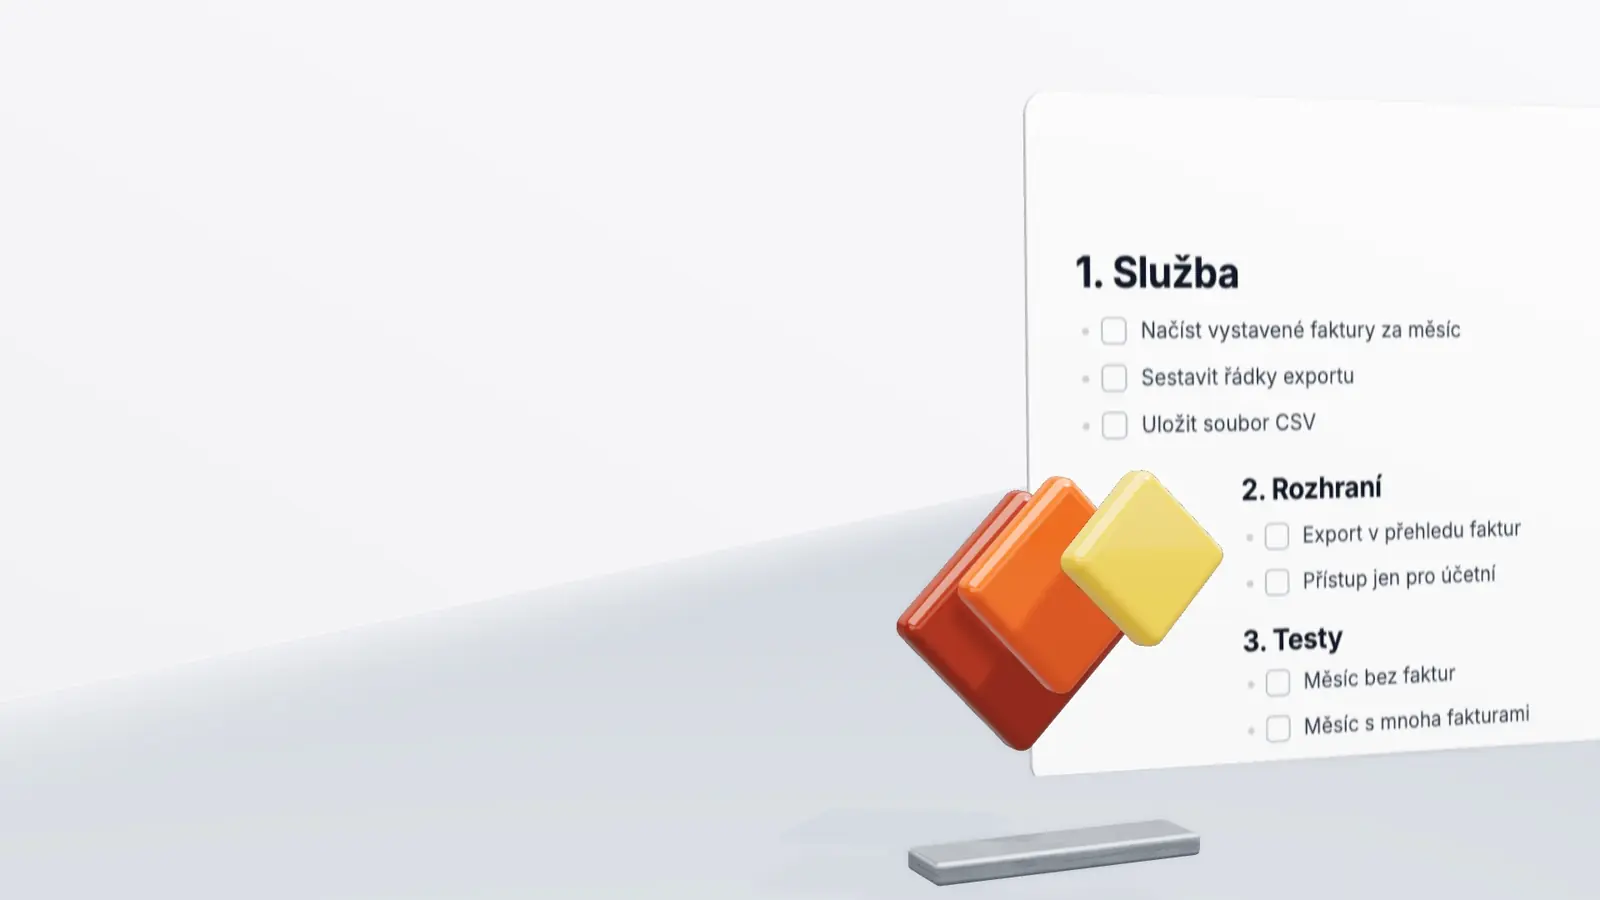 1. Služba
Načíst vystavené faktury za měsíc
Sestavit řádky exportu
Uložit soubor CSV
2. Rozhraní
Export v přehledu faktur
Přístup jen pro účetní
3. Testy
Měsíc bez faktur
Měsíc s mnoha fakturami